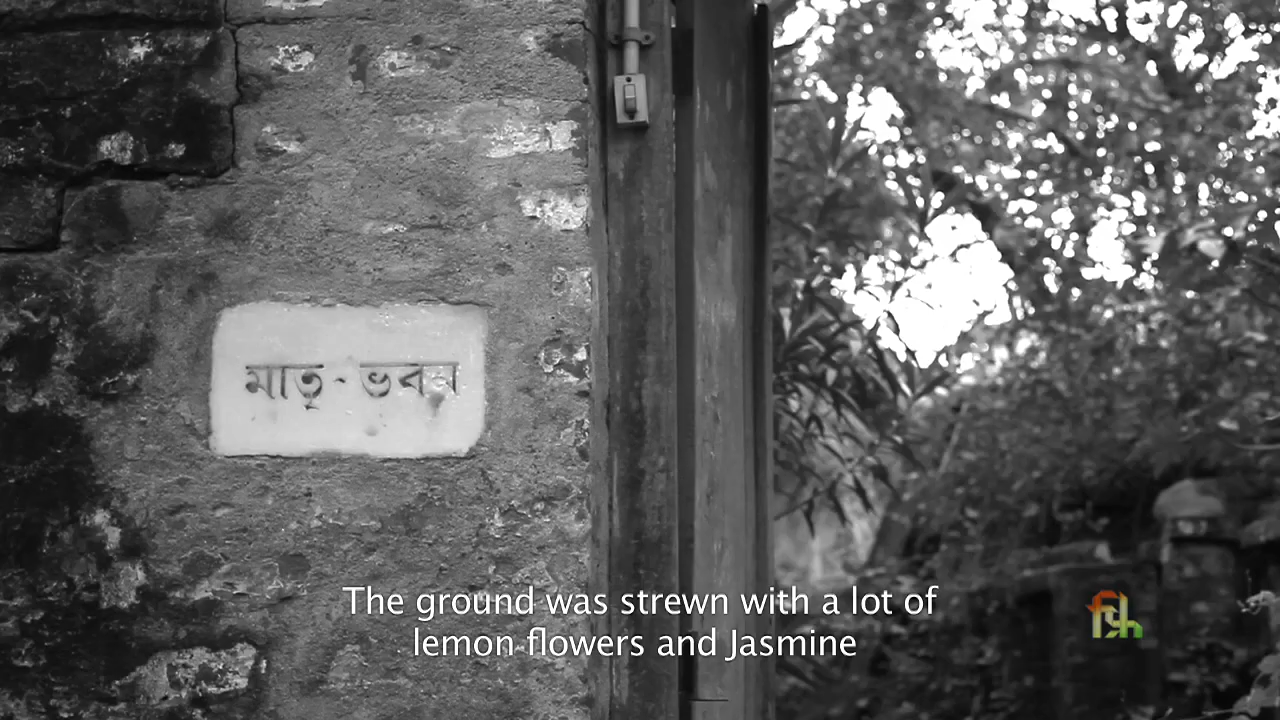 মাতৃ - ভবন
The ground was strewn with a lot of
lemon flowers and Jasmine